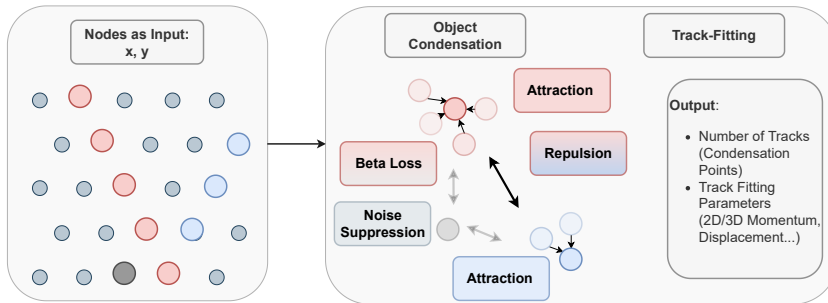 Nodes as Input:
x, y
Object
Condensation
Track-Fitting
Attraction
Repulsion
Beta Loss
Noise
Suppression
Attraction
Output:
• Number of Tracks
(Condensation
Points)
• Track Fitting
Parameters
(2D/3D Momentum,
Displacement...)